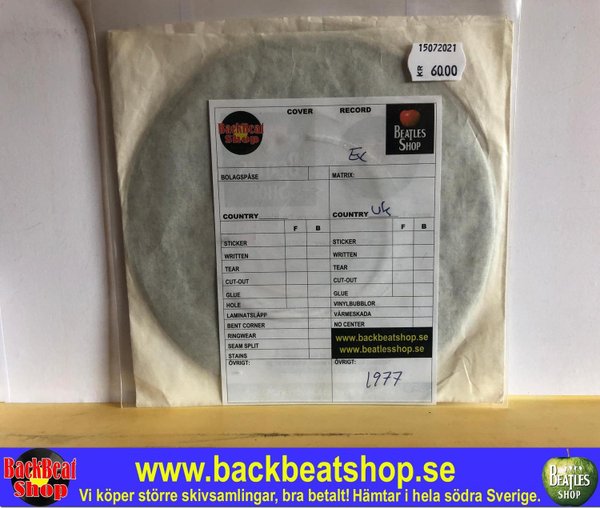 15072021
KR 60.00
COVER RECORD
BackBeat Shop
BEATLES SHOP
Ex
BOLAGSPÅSE MATRIX:
COUNTRY COUNTRY UK
F B F B
STICKER STICKER
WRITTEN WRITTEN
TEAR TEAR
CUT-OUT CUT-OUT
GLUE GLUE
HOLE VINYLBUBBLOR
LAMINATSLÄPP VÄRMESKADA
BENT CORNER NO CENTER
RINGWEAR
SEAM SPLIT
STAINS
www.backbeatshop.se
www.beatlesshop.se
ÖVRIGT: ÖVRIGT:
1977
BackBeat Shop
www.backbeatshop.se
Vi köper större skivsamlingar, bra betalt! Hämtar i hela södra Sverige.
BEATLES SHOP